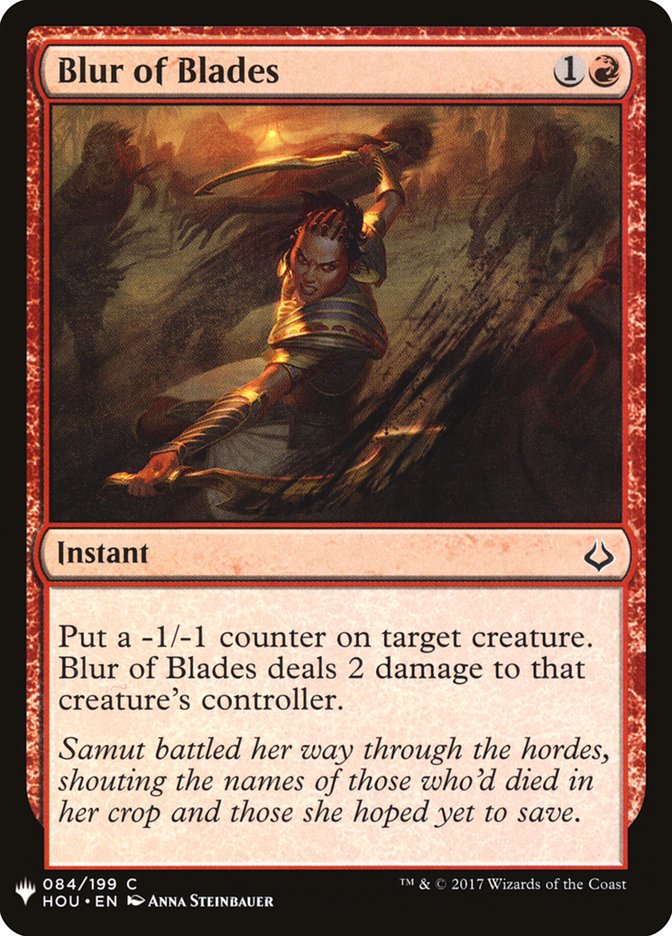 Blur of Blades
1
Instant
Put a -1/-1 counter on target creature.
Blur of Blades deals 2 damage to that
creature's controller.
Samut battled her way through the hordes,
shouting the names of those who'd died in
her crop and those she hoped yet to save.
084/199 C
HOU • EN Anna Steinbauer
™ & © 2017 Wizards of the Coast